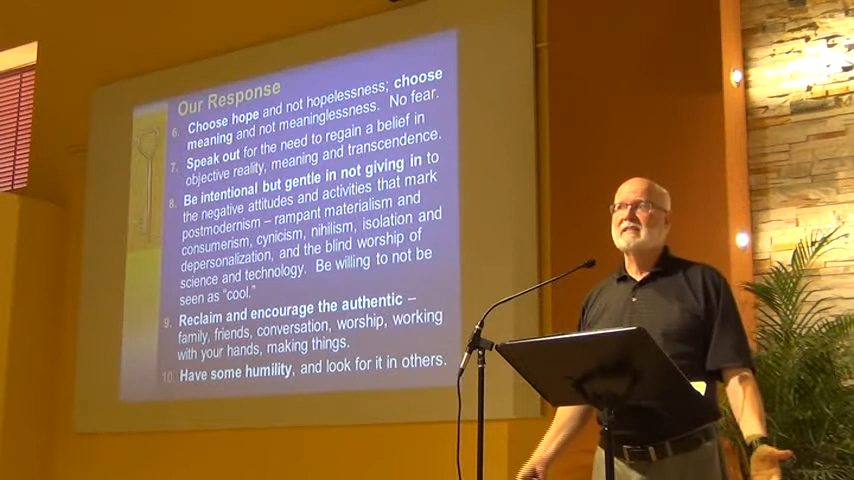 Our Response
6. Choose hope and not hopelessness; choose
meaning and not meaninglessness. No fear.
7. Speak out for the need to regain a belief in
objective reality, meaning and transcendence.
8. Be intentional but gentle in not giving in to
the negative attitudes and activities that mark
postmodernism – rampant materialism and
consumerism, cynicism, nihilism, isolation and
depersonalization, and the blind worship of
science and technology. Be willing to not be
seen as "cool."
9. Reclaim and encourage the authentic –
family, friends, conversation, worship, working
with your hands, making things.
10. Have some humility, and look for it in others.